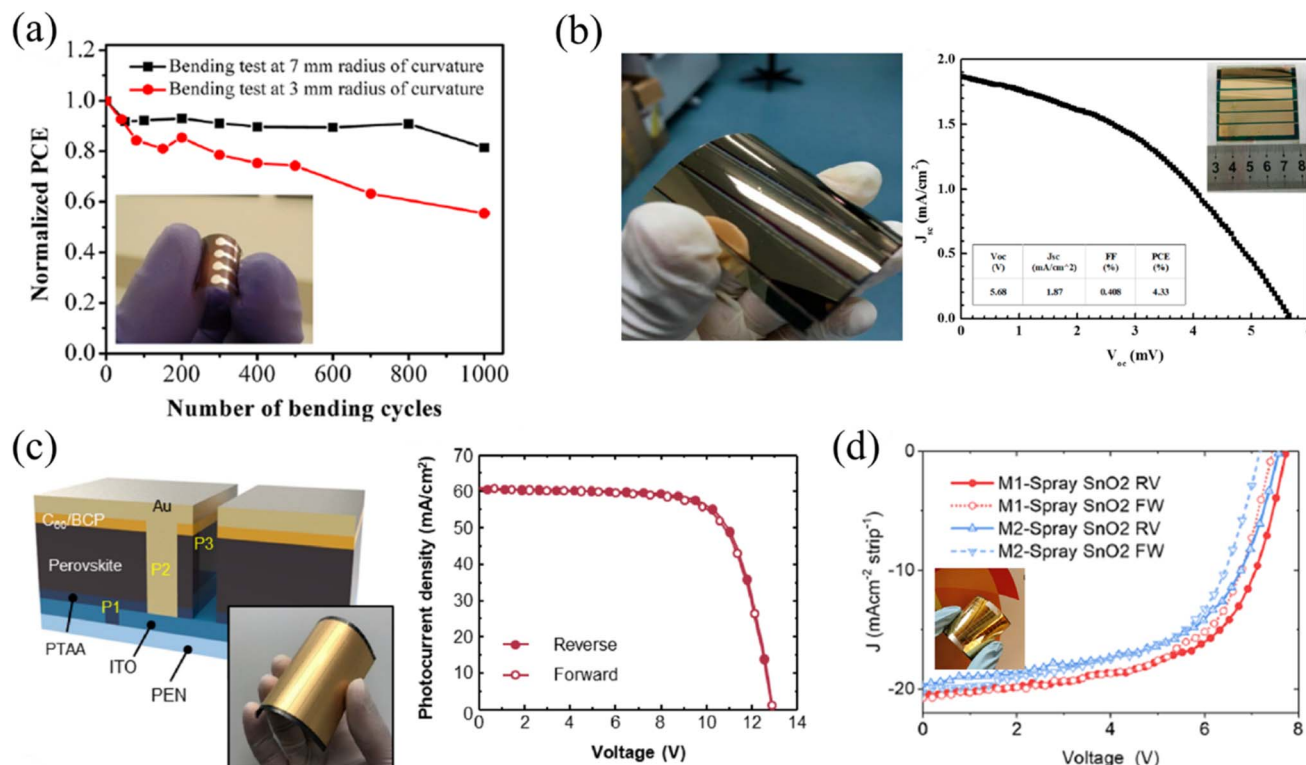 (a)
1.2
1.0
0.8
0.6
0.4
0.2
0.0
Normalized PCE
Bending test at 7 mm radius of curvature
Bending test at 3 mm radius of curvature
0 200 400 600 800 1000
Number of bending cycles
(b)
2.0
1.5
1.0
0.5
0.0
J_sc (mA/cm²)
3 4 5 6 7 8
Voc Jsc FF PCE
(V) (mA/cm^2) (%) (%)
5.68 1.87 0.408 4.33
0 1 2 3 4 5
V_oc (mV)
(c)
Au
C60/BCP
P3
Perovskite
P2
P1
PTAA
ITO
PEN
70
60
50
40
30
20
10
0
Photocurrent density (mA/cm²)
Reverse
Forward
0 2 4 6 8 10 12 14
Voltage (V)
(d)
0
-10
-20
J (mAcm⁻² strip⁻¹)
M1-Spray SnO2 RV
M1-Spray SnO2 FW
M2-Spray SnO2 RV
M2-Spray SnO2 FW
0 2 4 6 8
Voltage (V)